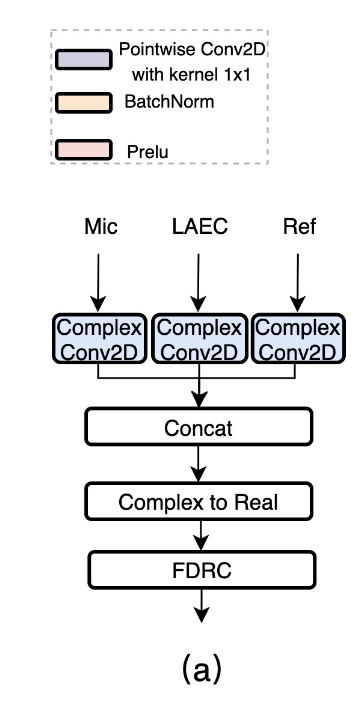 Pointwise Conv2D
with kernel 1x1
BatchNorm
Prelu
Mic LAEC Ref
Complex Complex Complex
Conv2D Conv2D Conv2D
Concat
Complex to Real
FDRC
(a)